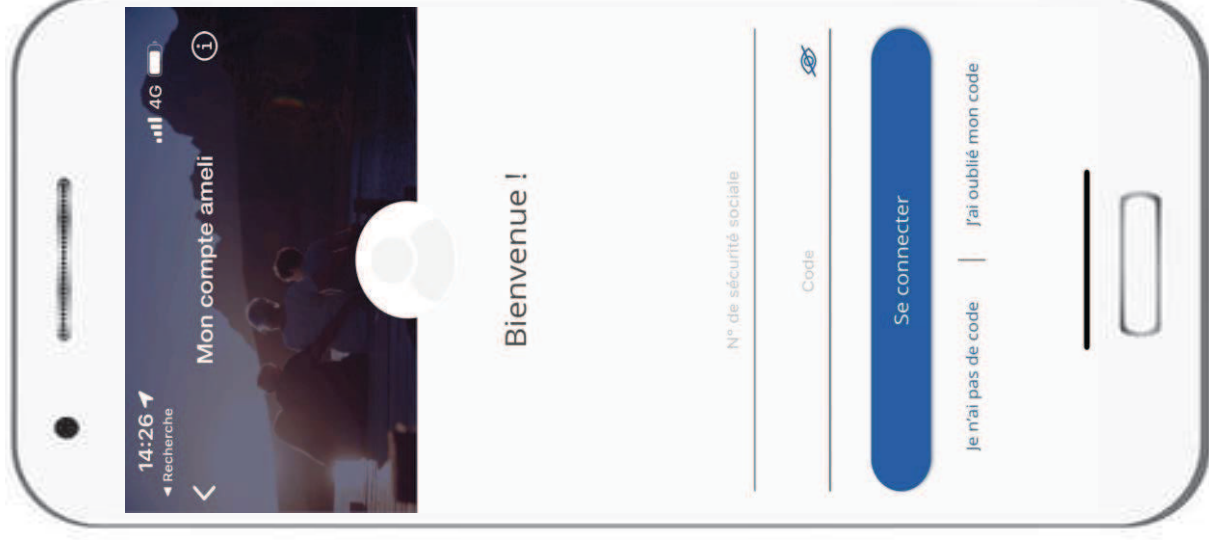 14:26 4G
◀ Recherche
Mon compte ameli
Bienvenue !
N° de sécurité sociale
Code
Se connecter
Je n'ai pas de code | J'ai oublié mon code